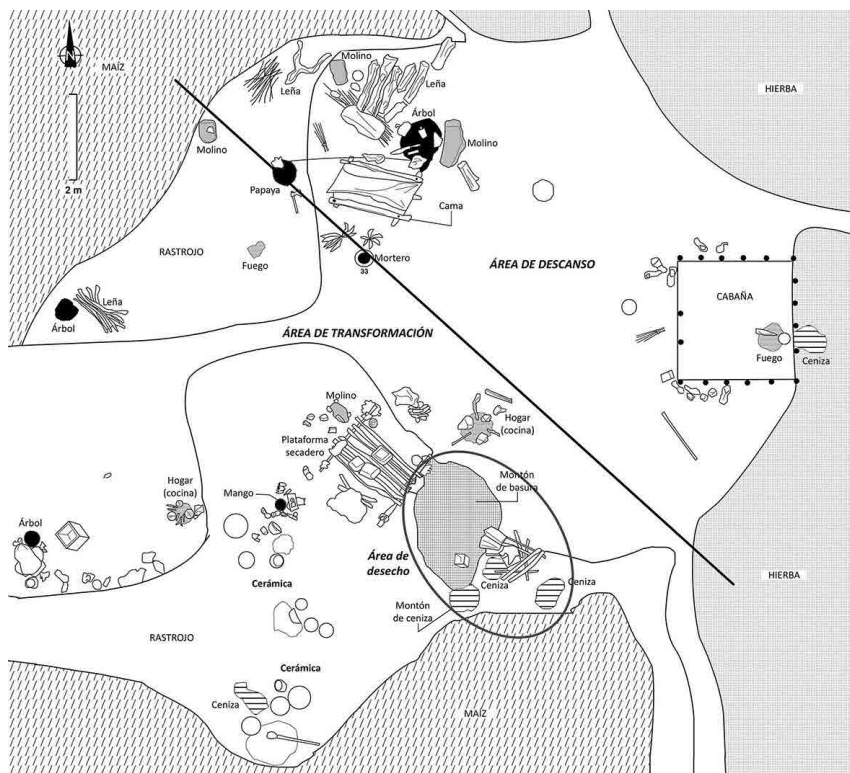 N
MAÍZ
2 m
Leña
Molino
Leña
HIERBA
Árbol
Molino
Molino
Papaya
Cama
RASTROJO
Fuego
Mortero
33
ÁREA DE DESCANSO
CABAÑA
Leña
Árbol
ÁREA DE TRANSFORMACIÓN
Fuego
Ceniza
Molino
Plataforma
secadero
Hogar
(cocina)
Hogar
(cocina)
Mango
Montón
de basura
Árbol
Área de
desecho
Cerámica
Ceniza
Ceniza
HIERBA
Montón
de ceniza
RASTROJO
Cerámica
Ceniza
MAÍZ